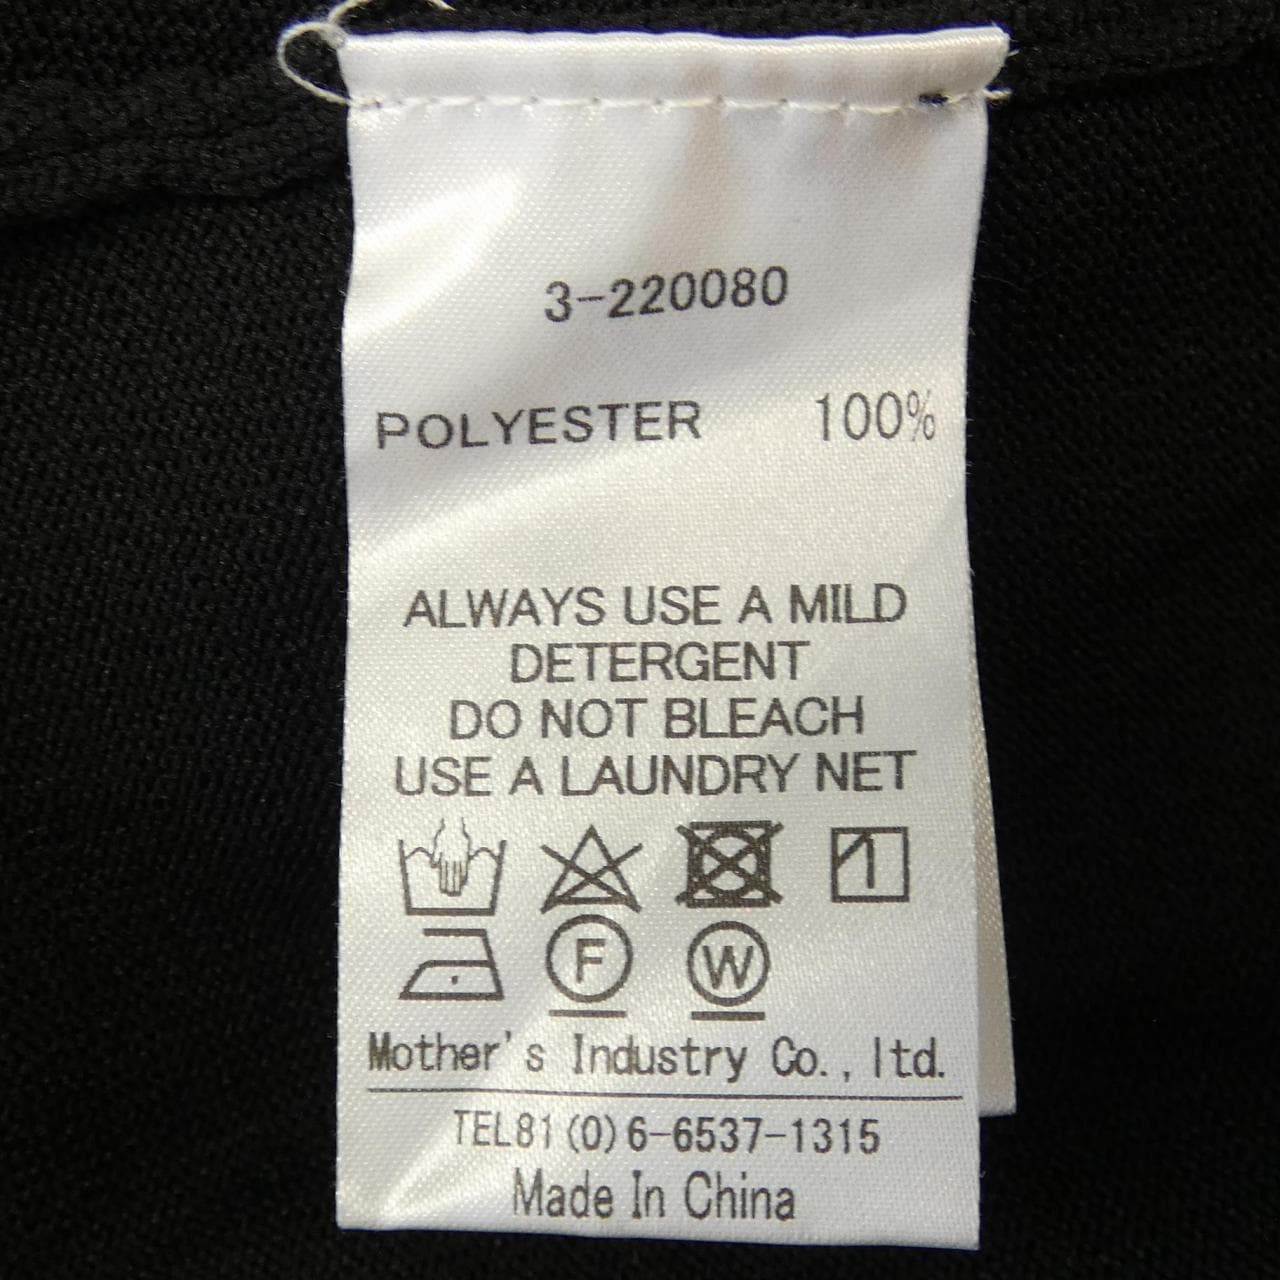 3-220080
POLYESTER 100%
ALWAYS USE A MILD
DETERGENT
DO NOT BLEACH
USE A LAUNDRY NET
F W
Mother's Industry Co., ltd.
TEL81(0)6-6537-1315
Made In China